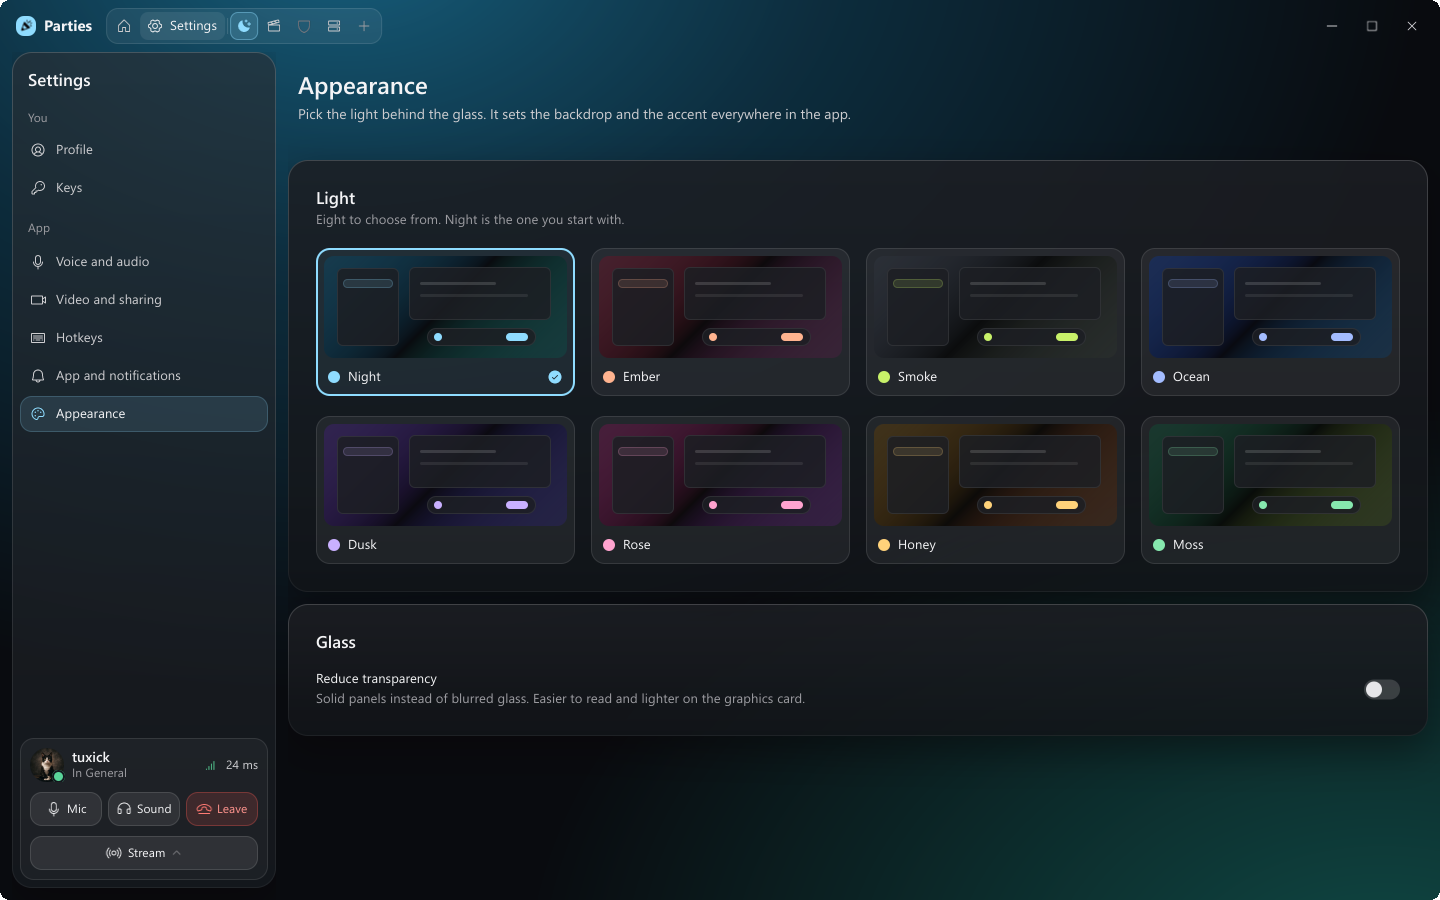 Parties
Settings
Settings
You
Profile
Keys
App
Voice and audio
Video and sharing
Hotkeys
App and notifications
Appearance
tuxick
In General
24 ms
Mic
Sound
Leave
Stream
Appearance
Pick the light behind the glass. It sets the backdrop and the accent everywhere in the app.
Light
Eight to choose from. Night is the one you start with.
Night
Ember
Smoke
Ocean
Dusk
Rose
Honey
Moss
Glass
Reduce transparency
Solid panels instead of blurred glass. Easier to read and lighter on the graphics card.